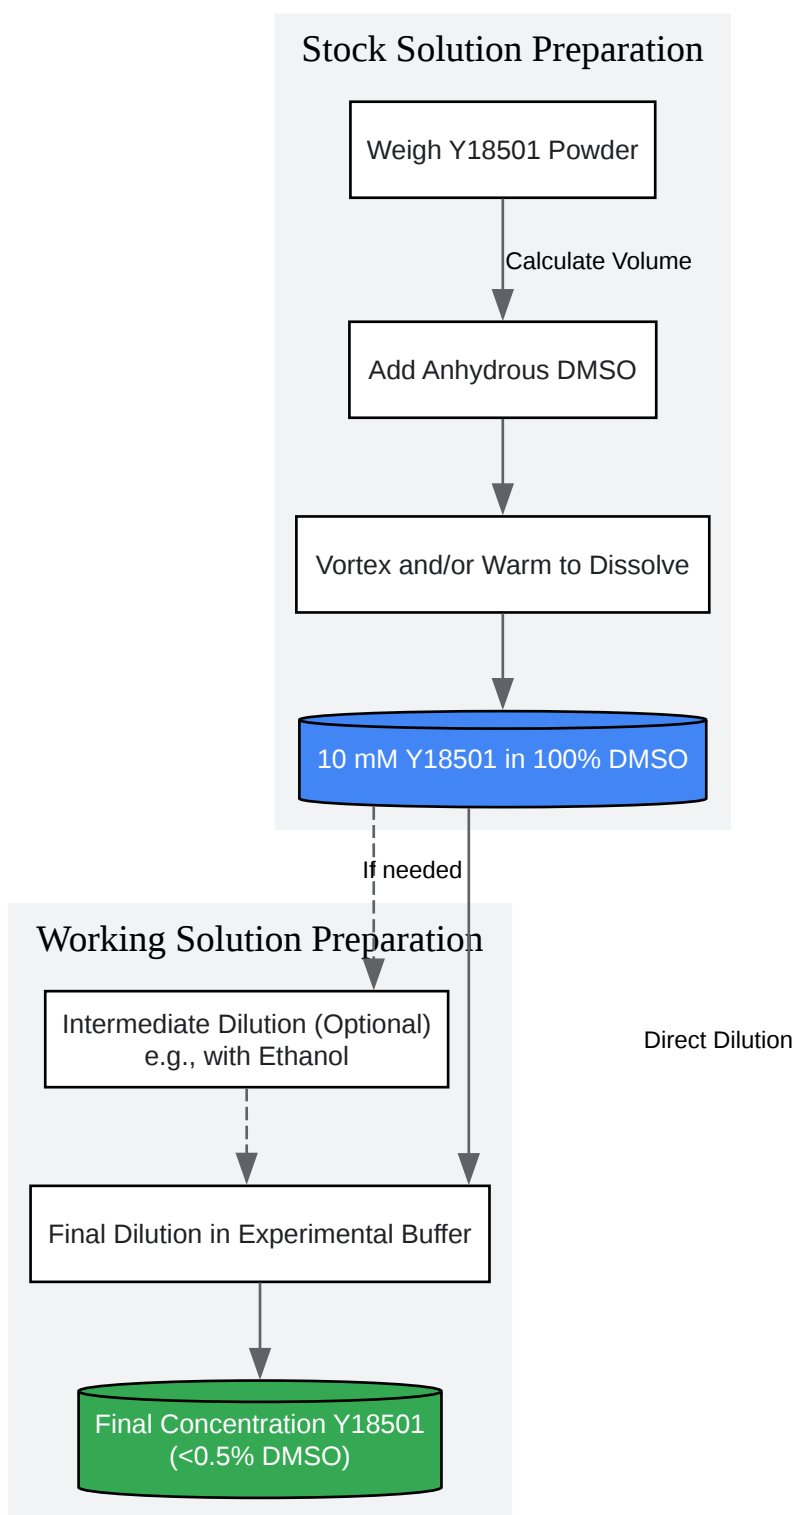 Stock Solution Preparation
Weigh Y18501 Powder
Calculate Volume
Add Anhydrous DMSO
Vortex and/or Warm to Dissolve
10 mM Y18501 in 100% DMSO
If needed
Working Solution Preparation
Intermediate Dilution (Optional)
e.g., with Ethanol
Direct Dilution
Final Dilution in Experimental Buffer
Final Concentration Y18501
(<0.5% DMSO)